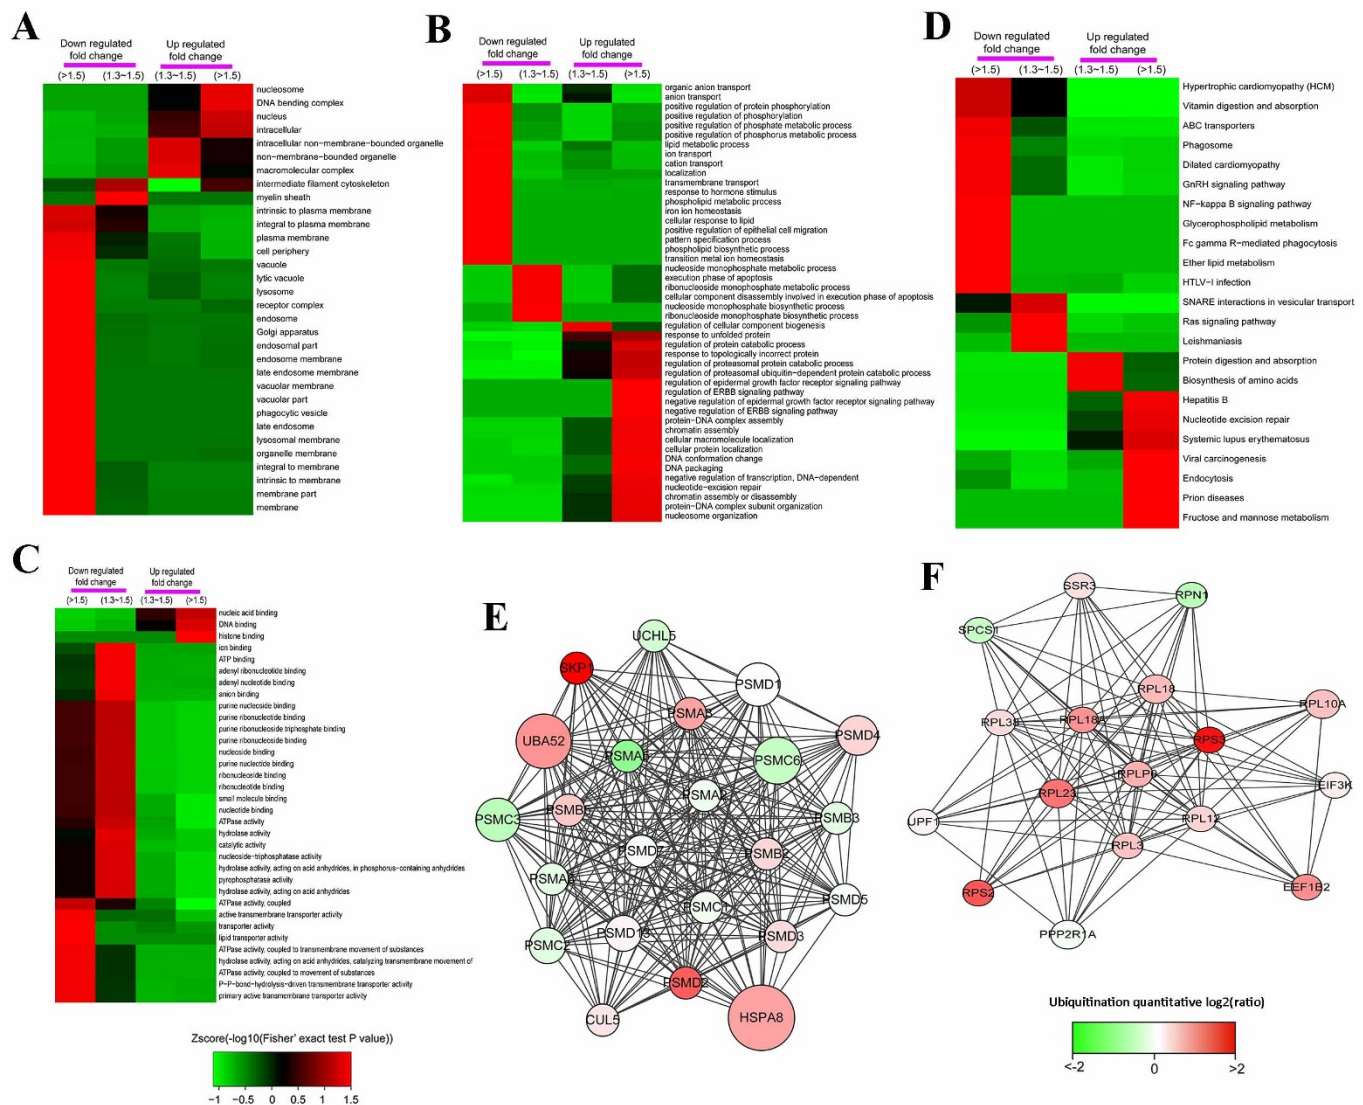 A
Down regulated
fold change
Up regulated
fold change
(>1.5)
(1.3~1.5)
(1.3~1.5)
(>1.5)
nucleosome
DNA bending complex
nucleus
intracellular
intracellular non−membrane−bounded organelle
non−membrane−bounded organelle
macromolecular complex
intermediate filament cytoskeleton
myelin sheath
intrinsic to plasma membrane
integral to plasma membrane
plasma membrane
cell periphery
vacuole
lytic vacuole
lysosome
receptor complex
endosome
Golgi apparatus
endosomal part
endosome membrane
late endosome membrane
vacuolar membrane
vacuolar part
phagocytic vesicle
late endosome
lysosomal membrane
organelle membrane
integral to membrane
intrinsic to membrane
membrane part
membrane
B
Down regulated
fold change
Up regulated
fold change
(>1.5)
(1.3~1.5)
(1.3~1.5)
(>1.5)
organic anion transport
anion transport
positive regulation of protein phosphorylation
positive regulation of phosphorylation
positive regulation of phosphate metabolic process
positive regulation of phosphorus metabolic process
lipid metabolic process
ion transport
cation transport
localization
transmembrane transport
response to hormone stimulus
phospholipid metabolic process
iron ion homeostasis
cellular response to lipid
positive regulation of epithelial cell migration
pattern specification process
phospholipid biosynthetic process
transition metal ion homeostasis
nucleoside monophosphate metabolic process
execution phase of apoptosis
ribonucleoside monophosphate metabolic process
cellular component disassembly involved in execution phase of apoptosis
nucleoside monophosphate biosynthetic process
ribonucleoside monophosphate biosynthetic process
regulation of cellular component biogenesis
response to unfolded protein
regulation of protein catabolic process
response to topologically incorrect protein
regulation of proteasomal protein catabolic process
regulation of proteasomal ubiquitin−dependent protein catabolic process
regulation of epidermal growth factor receptor signaling pathway
regulation of ERBB signaling pathway
negative regulation of epidermal growth factor receptor signaling pathway
negative regulation of ERBB signaling pathway
protein−DNA complex assembly
chromatin assembly
cellular macromolecule localization
cellular protein localization
DNA conformation change
DNA packaging
negative regulation of transcription, DNA−dependent
nucleotide−excision repair
chromatin assembly or disassembly
protein−DNA complex subunit organization
nucleosome organization
D
Down regulated
fold change
Up regulated
fold change
(>1.5)
(1.3~1.5)
(1.3~1.5)
(>1.5)
Hypertrophic cardiomyopathy (HCM)
Vitamin digestion and absorption
ABC transporters
Phagosome
Dilated cardiomyopathy
GnRH signaling pathway
NF−kappa B signaling pathway
Glycerophospholipid metabolism
Fc gamma R−mediated phagocytosis
Ether lipid metabolism
HTLV−I infection
SNARE interactions in vesicular transport
Ras signaling pathway
Leishmaniasis
Protein digestion and absorption
Biosynthesis of amino acids
Hepatitis B
Nucleotide excision repair
Systemic lupus erythematosus
Viral carcinogenesis
Endocytosis
Prion diseases
Fructose and mannose metabolism
C
Down regulated
fold change
Up regulated
fold change
(>1.5)
(1.3~1.5)
(1.3~1.5)
(>1.5)
nucleic acid binding
DNA binding
histone binding
ion binding
ATP binding
adenyl ribonucleotide binding
adenyl nucleotide binding
anion binding
purine nucleoside binding
purine ribonucleotide binding
purine ribonucleoside triphosphate binding
purine ribonucleoside binding
nucleoside binding
purine nucleotide binding
ribonucleoside binding
ribonucleotide binding
small molecule binding
nucleotide binding
ATPase activity
hydrolase activity
catalytic activity
nucleoside−triphosphatase activity
hydrolase activity, acting on acid anhydrides, in phosphorus−containing anhydrides
pyrophosphatase activity
hydrolase activity, acting on acid anhydrides
ATPase activity, coupled
active transmembrane transporter activity
transporter activity
lipid transporter activity
ATPase activity, coupled to transmembrane movement of substances
hydrolase activity, acting on acid anhydrides, catalyzing transmembrane movement of
ATPase activity, coupled to movement of substances
P−P−bond−hydrolysis−driven transmembrane transporter activity
primary active transmembrane transporter activity
Zscore(-log10(Fisher' exact test P value))
−1 −0.5 0 0.5 1 1.5
E
UCHL5
SKP1
PSMD1
PSMD4
UBA52
PSMC6
PSMC3
PSMB3
PSMD7
PSMB2
PSMD5
PSMC2
PSMD13
PSMD3
PSMD2
CUL5
HSPA8
F
SSR3
RPN1
SPCS1
RPL18
RPL10A
RPS3
EIF3K
RPL23
UPF1
RPL12
RPL3
RPS2
EEF1B2
PPP2R1A
Ubiquitination quantitative log2(ratio)
<-2 0 >2